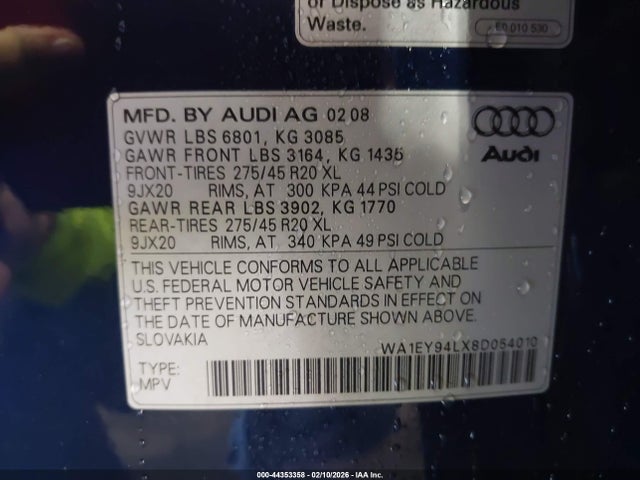 or Dispose as Hazardous
Waste.
E0 010 530
MFD. BY AUDI AG 02 08
GVWR LBS 6801, KG 3085
GAWR FRONT LBS 3164, KG 1435
FRONT-TIRES 275/45 R20 XL
9JX20 RIMS, AT 300 KPA 44 PSI COLD
GAWR REAR LBS 3902, KG 1770
REAR-TIRES 275/45 R20 XL
9JX20 RIMS, AT 340 KPA 49 PSI COLD
Audi
THIS VEHICLE CONFORMS TO ALL APPLICABLE
U.S. FEDERAL MOTOR VEHICLE SAFETY AND
THEFT PREVENTION STANDARDS IN EFFECT ON
THE DATE OF MANUFACTURE SHOWN ABOVE.
SLOVAKIA
WA1EY94LX8D054010
TYPE:
MPV
000-44353358 - 02/10/2026 - IAA Inc.